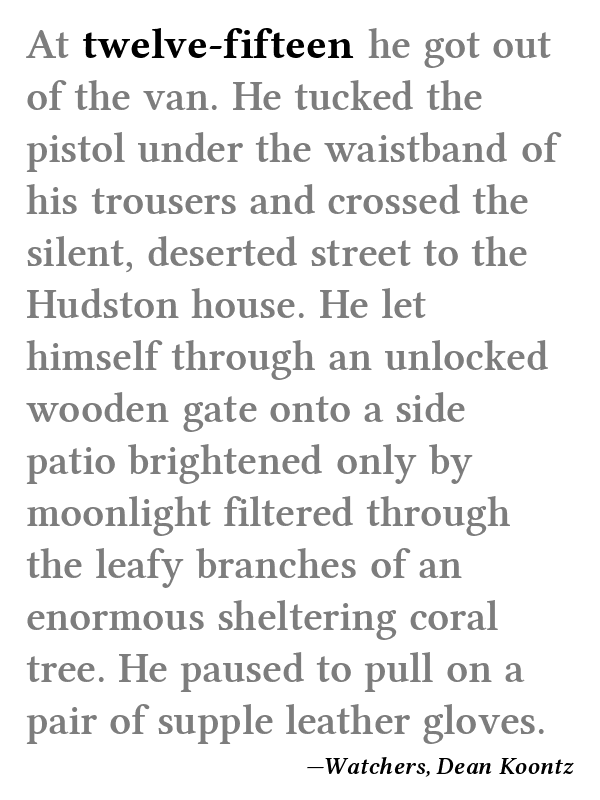 At twelve-fifteen he got out
of the van. He tucked the
pistol under the waistband of
his trousers and crossed the
silent, deserted street to the
Hudston house. He let
himself through an unlocked
wooden gate onto a side
patio brightened only by
moonlight filtered through
the leafy branches of an
enormous sheltering coral
tree. He paused to pull on a
pair of supple leather gloves.
—Watchers, Dean Koontz